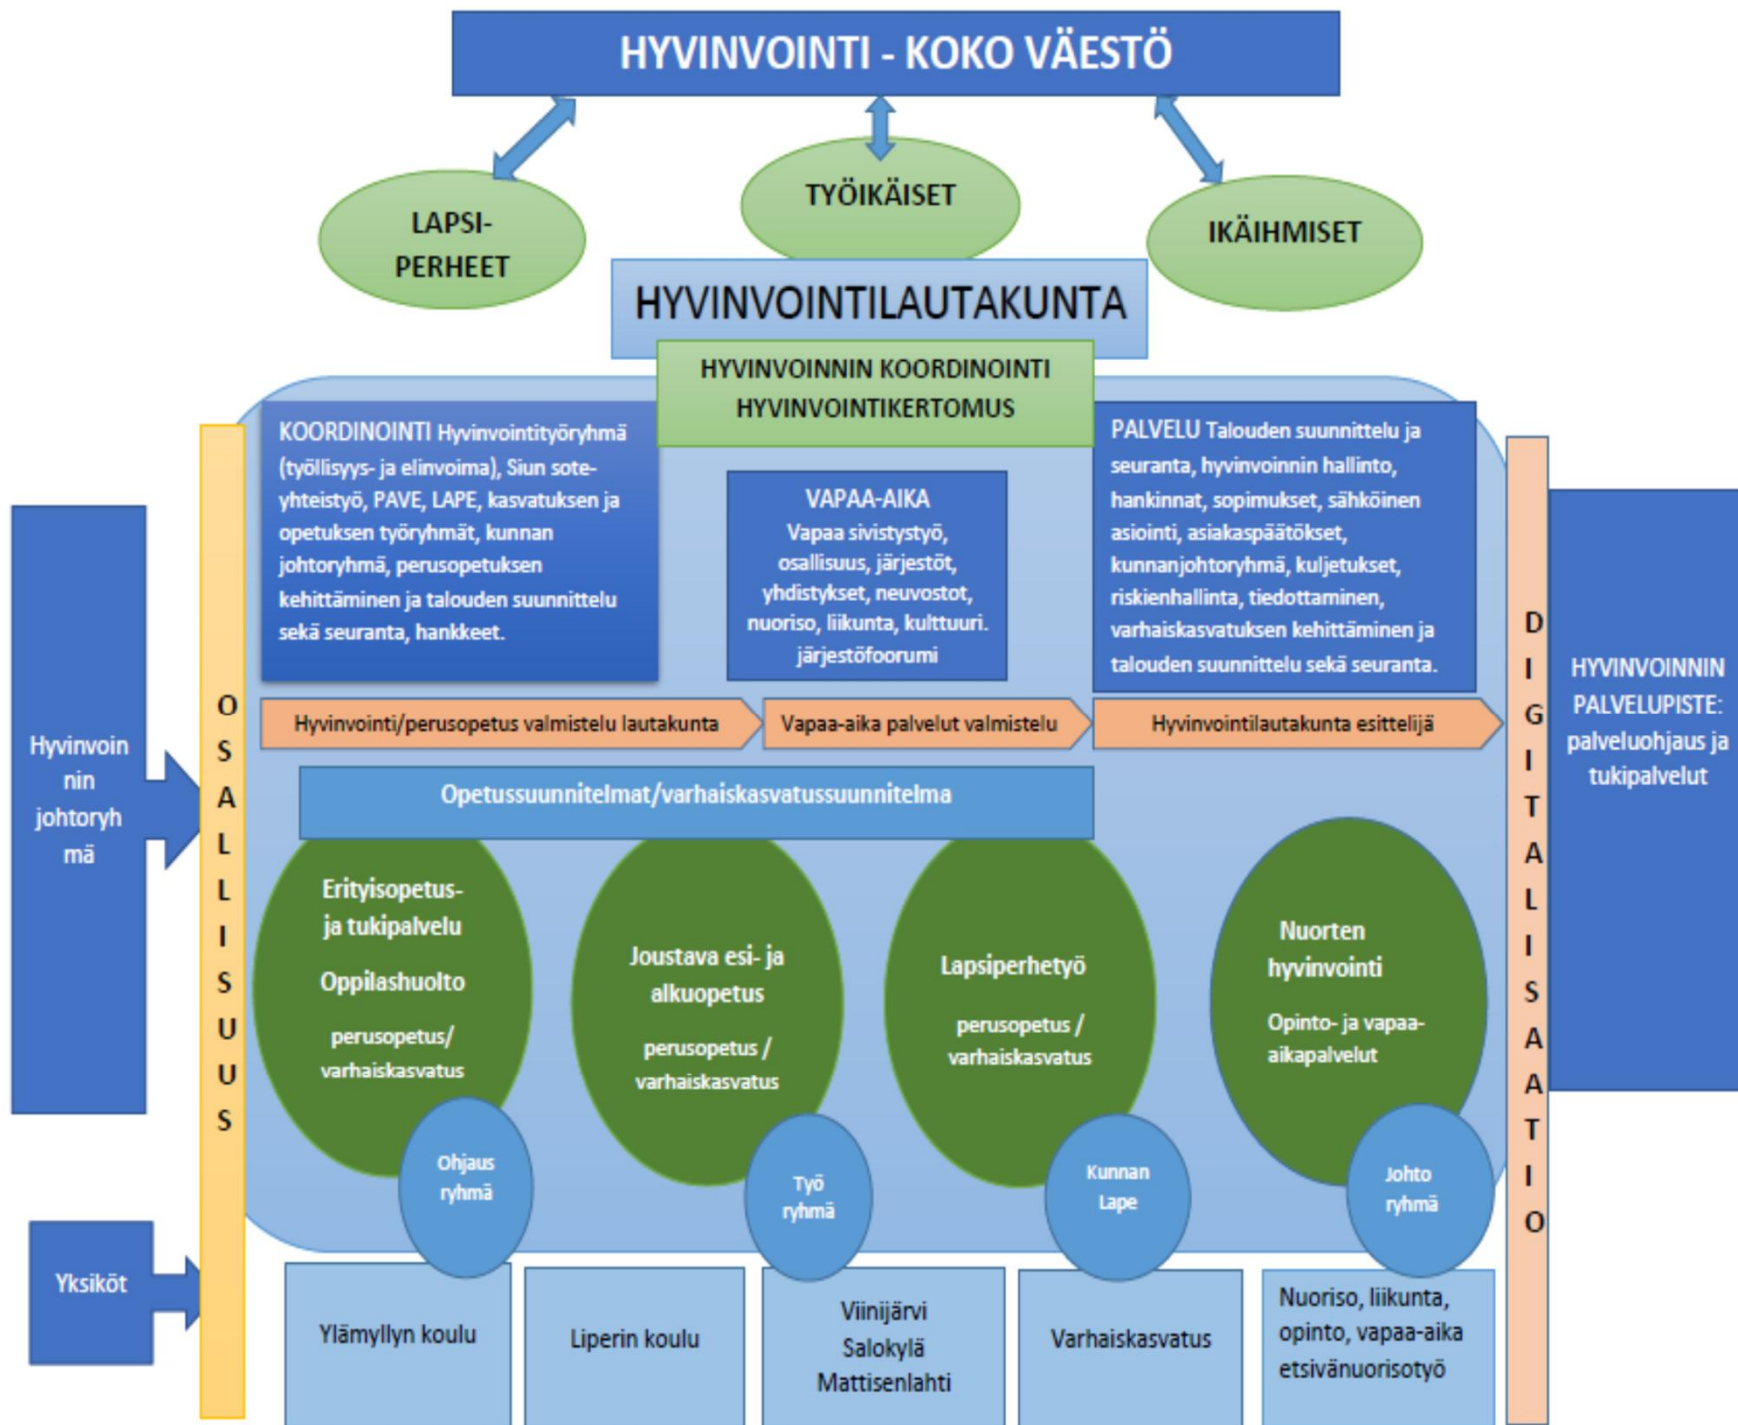 HYVINVOINTI - KOKO VÄESTÖ
LAPSI-
PERHEET
TYÖIKÄISET
IKÄIHMISET
HYVINVOINTILAUTAKUNTA
HYVINVOINNIN KOORDINOINTI
HYVINVOINTIKERTOMUS
KOORDINOINTI Hyvinvointityöryhmä
(työllisyys- ja elinvoima), Siun sote-
yhteistyö, PAVE, LAPE, kasvatuksen ja
opetuksen työryhmät, kunnan
johtoryhmä, perusopetuksen
kehittäminen ja talouden suunnittelu
sekä seuranta, hankkeet.
VAPAA-AIKA
Vapaa sivistystyö,
osallisuus, järjestöt,
yhdistykset, neuvostot,
nuoriso, liikunta, kulttuuri.
järjestöfoorumi
PALVELU Talouden suunnittelu ja
seuranta, hyvinvoinnin hallinto,
hankinnat, sopimukset, sähköinen
asiointi, asiakaspäätökset,
kunnanjohtoryhmä, kuljetukset,
riskienhallinta, tiedottaminen,
varhaiskasvatuksen kehittäminen ja
talouden suunnittelu sekä seuranta.
Hyvinvoin
nin
johtoryh
mä
O
S
A
L
L
I
S
U
U
S
D
I
G
I
T
A
L
I
S
A
A
T
I
O
HYVINVOINNIN
PALVELUPISTE:
palveluohjaus ja
tukipalvelut
Hyvinvointi/perusopetus valmistelu lautakunta
Vapaa-aika palvelut valmistelu
Hyvinvointilautakunta esittelijä
Opetussuunnitelmat/varhaiskasvatussuunnitelma
Erityisopetus-
ja tukipalvelu
Oppilashuolto
perusopetus/
varhaiskasvatus
Joustava esi- ja
alkuopetus
perusopetus /
varhaiskasvatus
Lapsiperhetyö
perusopetus /
varhaiskasvatus
Nuorten
hyvinvointi
Opinto- ja vapaa-
aikapalvelut
Ohjaus
ryhmä
Työ
ryhmä
Kunnan
Lape
Johto
ryhmä
Yksiköt
Ylämyllyn koulu
Liperin koulu
Viinijärvi
Salokylä
Mattisenlahti
Varhaiskasvatus
Nuoriso, liikunta,
opinto, vapaa-aika
etsivänuorisotyö